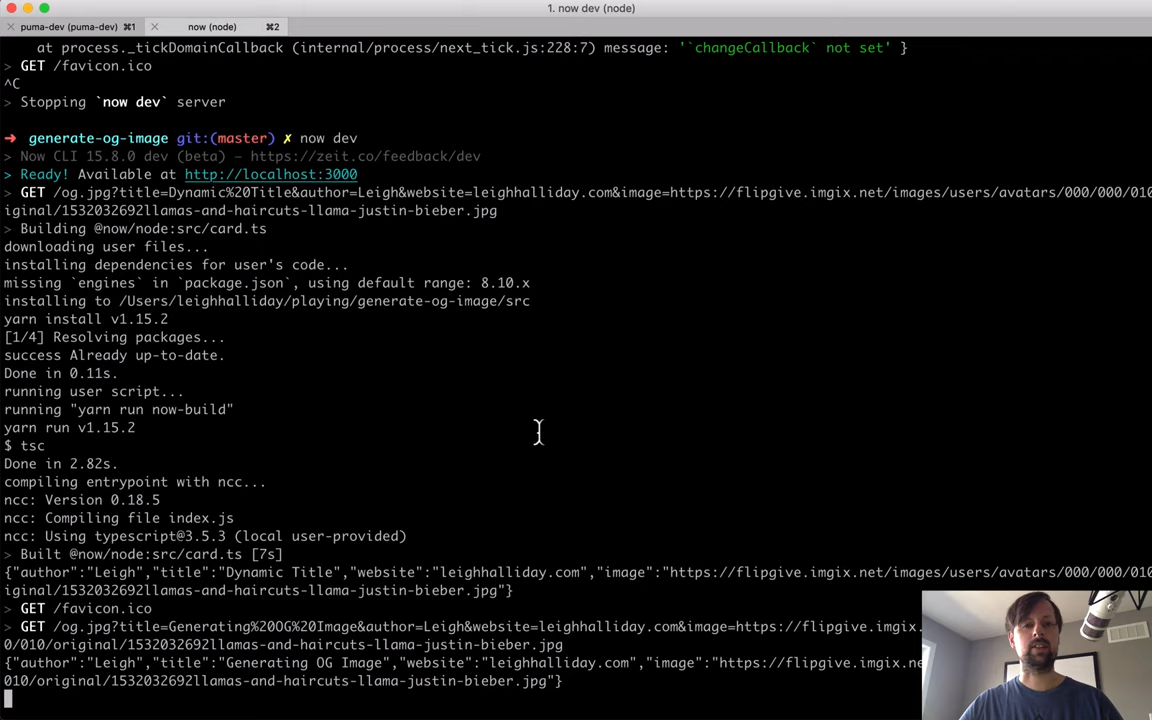 1. now dev (node)
puma-dev (puma-dev) ⌘1
now (node) ⌘2
at process._tickDomainCallback (internal/process/next_tick.js:228:7) message: '`changeCallback` not set' }
> GET /favicon.ico
^C
> Stopping `now dev` server
➜ generate-og-image git:(master) ✗ now dev
> Now CLI 15.8.0 dev (beta) — https://zeit.co/feedback/dev
> Ready! Available at http://localhost:3000
> GET /og.jpg?title=Dynamic%20Title&author=Leigh&website=leighhalliday.com&image=https://flipgive.imgix.net/images/users/avatars/000/000/010
iginal/1532032692llamas-and-haircuts-llama-justin-bieber.jpg
> Building @now/node:src/card.ts
downloading user files...
installing dependencies for user's code...
missing `engines` in `package.json`, using default range: 8.10.x
installing to /Users/leighhalliday/playing/generate-og-image/src
yarn install v1.15.2
[1/4] Resolving packages...
success Already up-to-date.
Done in 0.11s.
running user script...
running "yarn run now-build"
yarn run v1.15.2
$ tsc
Done in 2.82s.
compiling entrypoint with ncc...
ncc: Version 0.18.5
ncc: Compiling file index.js
ncc: Using typescript@3.5.3 (local user-provided)
> Built @now/node:src/card.ts [7s]
{"author":"Leigh","title":"Dynamic Title","website":"leighhalliday.com","image":"https://flipgive.imgix.net/images/users/avatars/000/000/010
iginal/1532032692llamas-and-haircuts-llama-justin-bieber.jpg"}
> GET /favicon.ico
> GET /og.jpg?title=Generating%20OG%20Image&author=Leigh&website=leighhalliday.com&image=https://flipgive.imgix.
0/010/original/1532032692llamas-and-haircuts-llama-justin-bieber.jpg
{"author":"Leigh","title":"Generating OG Image","website":"leighhalliday.com","image":"https://flipgive.imgix.ne
010/original/1532032692llamas-and-haircuts-llama-justin-bieber.jpg"}